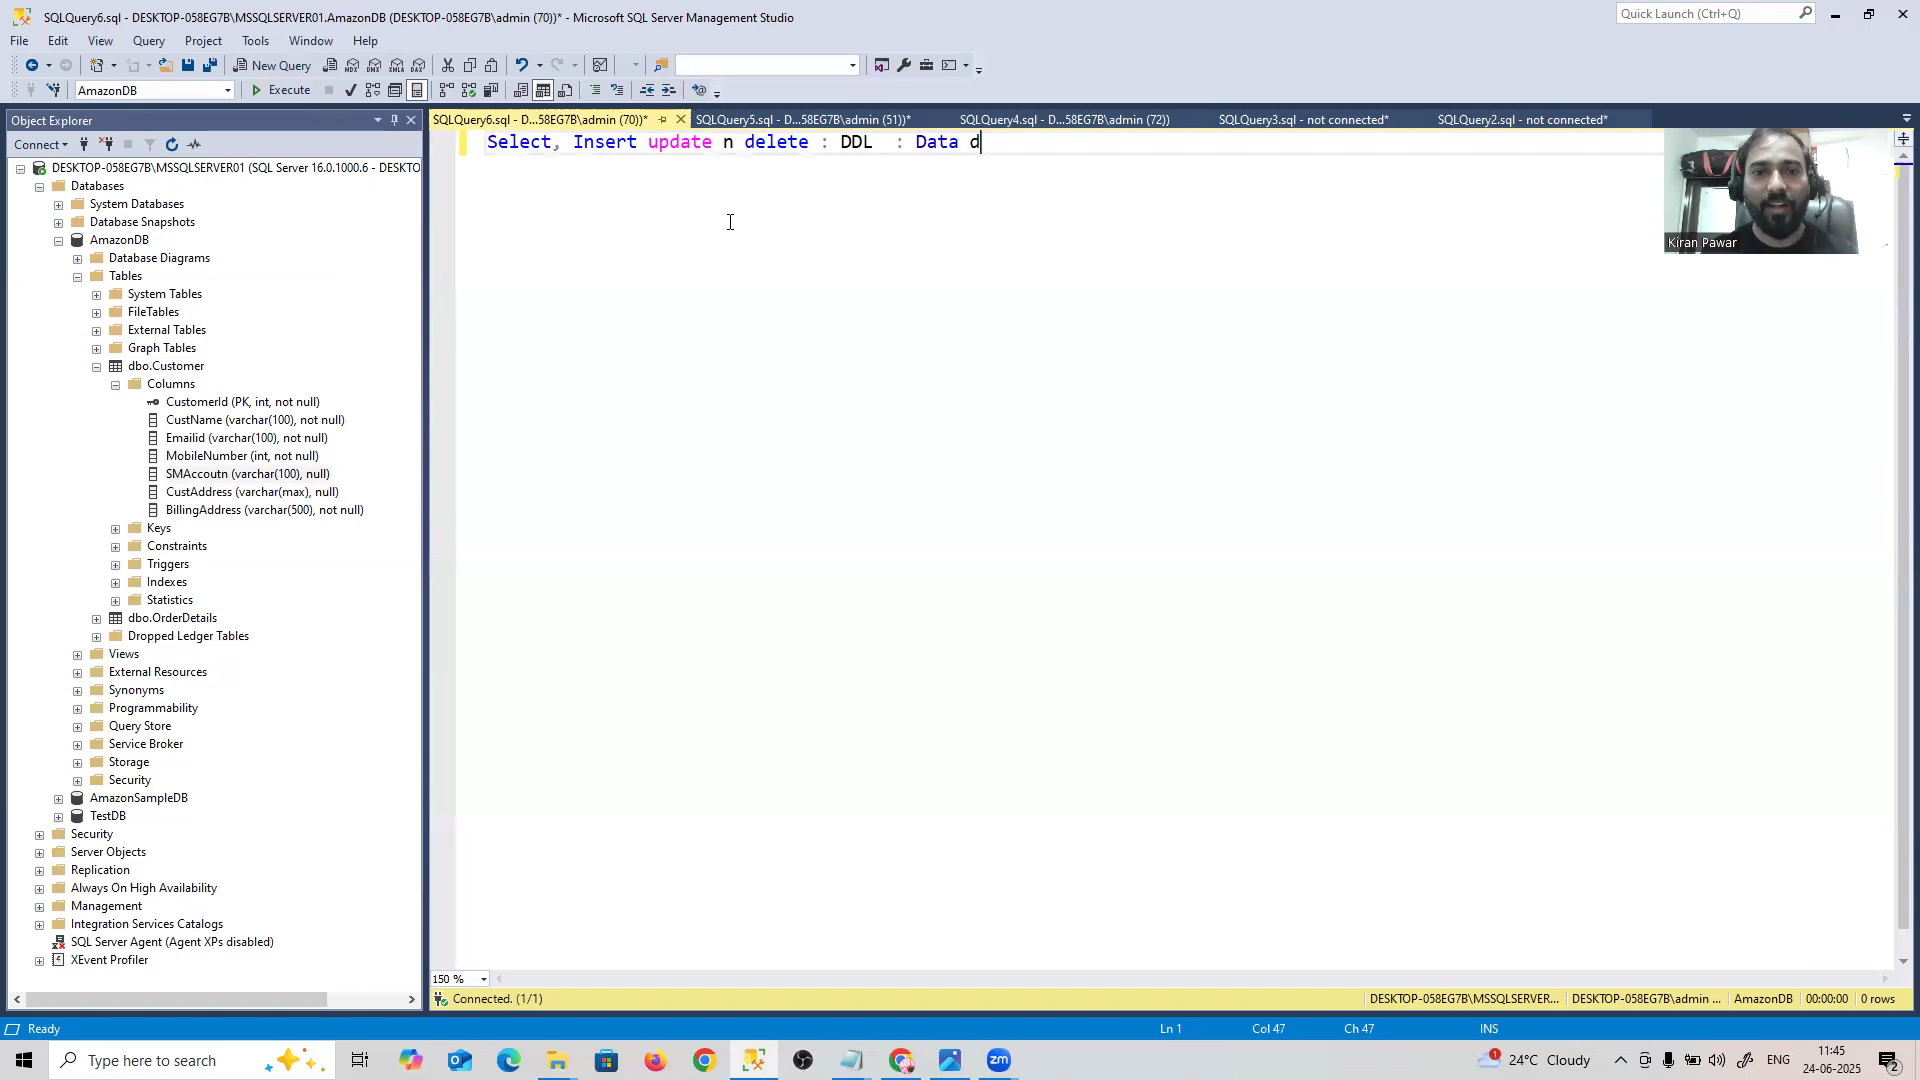 SQLQuery6.sql - DESKTOP-058EG7B\MSSQLSERVER01.AmazonDB (DESKTOP-058EG7B\admin (70))* - Microsoft SQL Server Management Studio
Quick Launch (Ctrl+Q)
File Edit View Query Project Tools Window Help
New Query
AmazonDB Execute
Object Explorer
SQLQuery6.sql - D...58EG7B\admin (70))* SQLQuery5.sql - D...58EG7B\admin (51))* SQLQuery4.sql - D...58EG7B\admin (72)) SQLQuery3.sql - not connected* SQLQuery2.sql - not connected*
Connect
Select, Insert update n delete : DDL  : Data d
Kiran Pawar
DESKTOP-058EG7B\MSSQLSERVER01 (SQL Server 16.0.1000.6 - DESKTO
Databases
System Databases
Database Snapshots
AmazonDB
Database Diagrams
Tables
System Tables
FileTables
External Tables
Graph Tables
dbo.Customer
Columns
CustomerId (PK, int, not null)
CustName (varchar(100), not null)
Emailid (varchar(100), not null)
MobileNumber (int, not null)
SMAccoutn (varchar(100), null)
CustAddress (varchar(max), null)
BillingAddress (varchar(500), not null)
Keys
Constraints
Triggers
Indexes
Statistics
dbo.OrderDetails
Dropped Ledger Tables
Views
External Resources
Synonyms
Programmability
Query Store
Service Broker
Storage
Security
AmazonSampleDB
TestDB
Security
Server Objects
Replication
Always On High Availability
Management
Integration Services Catalogs
SQL Server Agent (Agent XPs disabled)
XEvent Profiler
150 %
Connected. (1/1) DESKTOP-058EG7B\MSSQLSERVER... DESKTOP-058EG7B\admin ... AmazonDB 00:00:00 0 rows
Ready Ln 1 Col 47 Ch 47 INS
Type here to search
zm
1
24°C Cloudy
ENG
11:45
24-06-2025
2